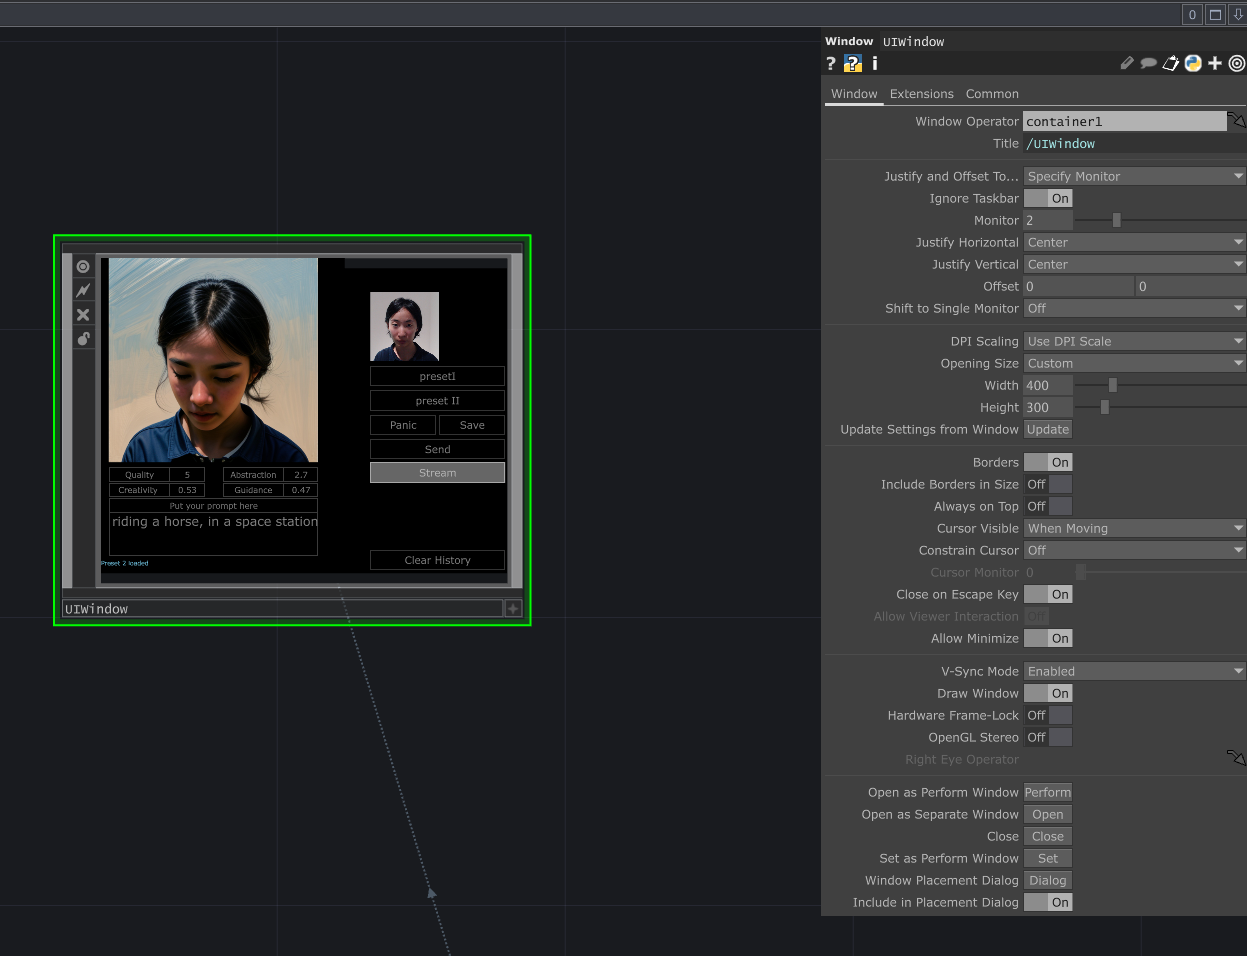 0
Window UIWindow
? ? i
Window Extensions Common
Window Operator container1
Title /UIWindow
Justify and Offset To... Specify Monitor
Ignore Taskbar On
Monitor 2
Justify Horizontal Center
Justify Vertical Center
Offset 0 0
Shift to Single Monitor Off
DPI Scaling Use DPI Scale
Opening Size Custom
Width 400
Height 300
Update Settings from Window Update
Borders On
Include Borders in Size Off
Always on Top Off
Cursor Visible When Moving
Constrain Cursor Off
Cursor Monitor 0
Close on Escape Key On
Allow Viewer Interaction Off
Allow Minimize On
V-Sync Mode Enabled
Draw Window On
Hardware Frame-Lock Off
OpenGL Stereo Off
Right Eye Operator
Open as Perform Window Perform
Open as Separate Window Open
Close Close
Set as Perform Window Set
Window Placement Dialog Dialog
Include in Placement Dialog On
presetI
preset II
Panic Save
Send
Stream
Clear History
Quality 5 Abstraction 2.7
Creativity 0.53 Guidance 0.47
Put your prompt here
riding a horse, in a space station
Preset 2 loaded
UIWindow